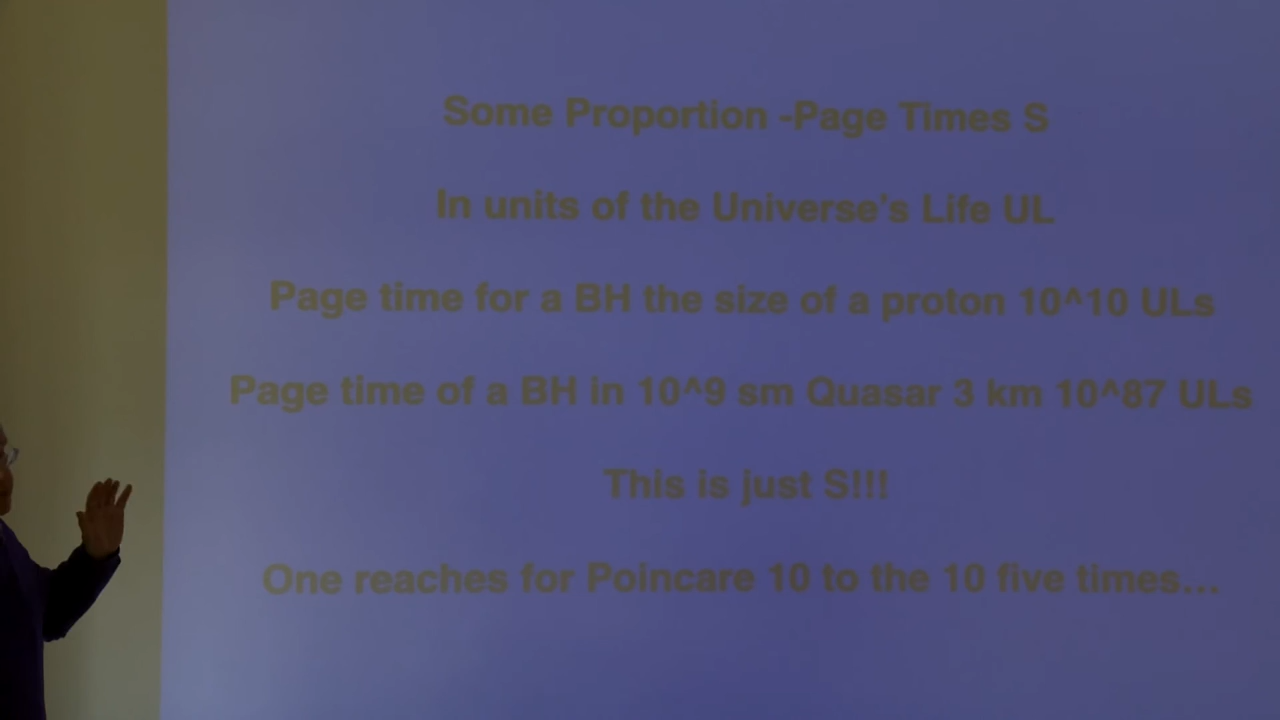 Some Proportion -Page Times S
In units of the Universe's Life UL
Page time for a BH the size of a proton 10^10 ULs
Page time of a BH in 10^9 sm Quasar 3 km 10^87 ULs
This is just S!!!
One reaches for Poincare 10 to the 10 five times...